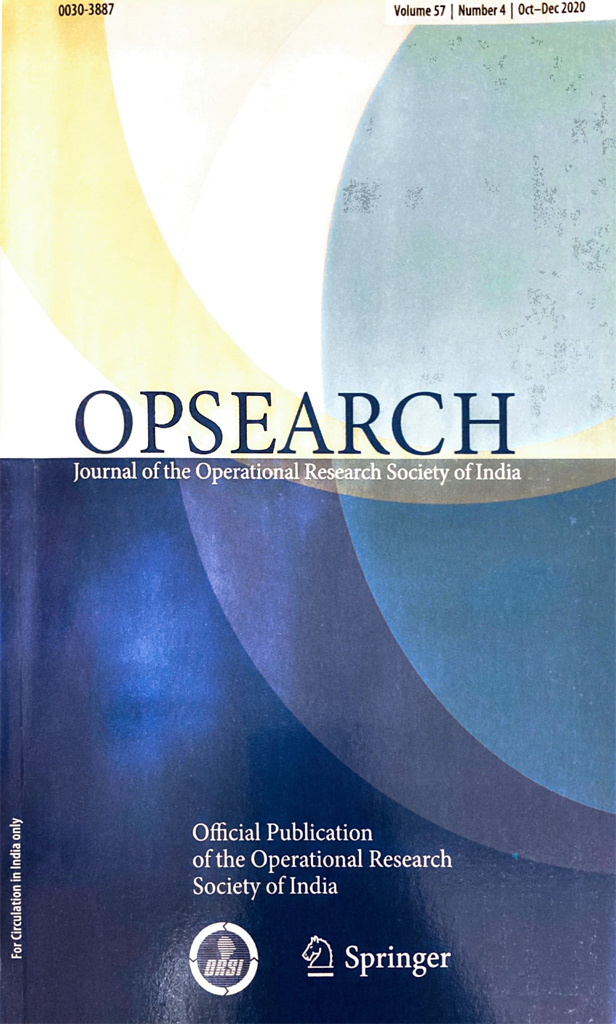 0030-3887
Volume 57 | Number 4 | Oct–Dec 2020
OPSEARCH
Journal of the Operational Research Society of India
Official Publication
of the Operational Research
Society of India
For Circulation in India only
ORSI
Springer